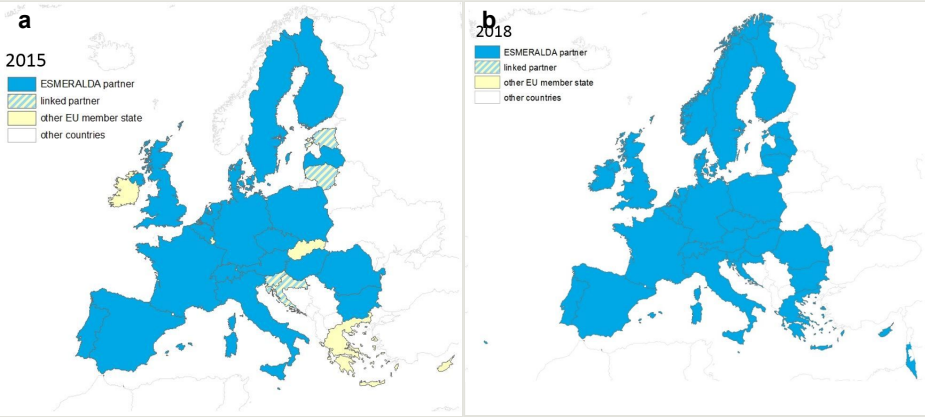 a
2015
ESMERALDA partner
linked partner
other EU member state
other countries
b
2018
ESMERALDA partner
linked partner
other EU member state
other countries